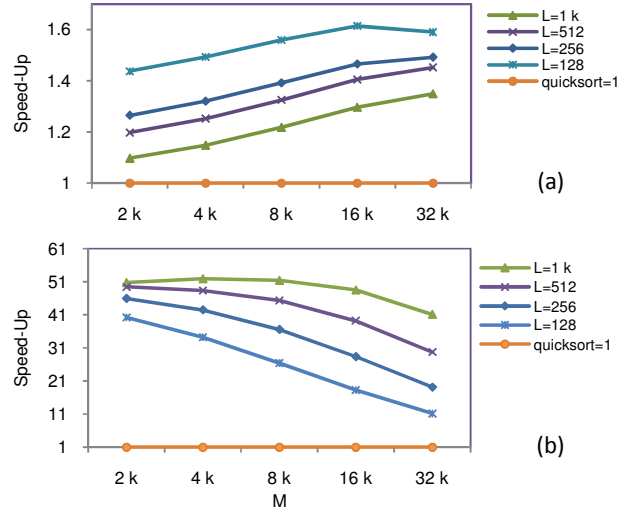 1.6
1.4
1.2
1
Speed-Up
2 k 4 k 8 k 16 k 32 k
L=1 k
L=512
L=256
L=128
quicksort=1
(a)
61
51
41
31
21
11
1
Speed-Up
2 k 4 k 8 k 16 k 32 k
M
L=1 k
L=512
L=256
L=128
quicksort=1
(b)